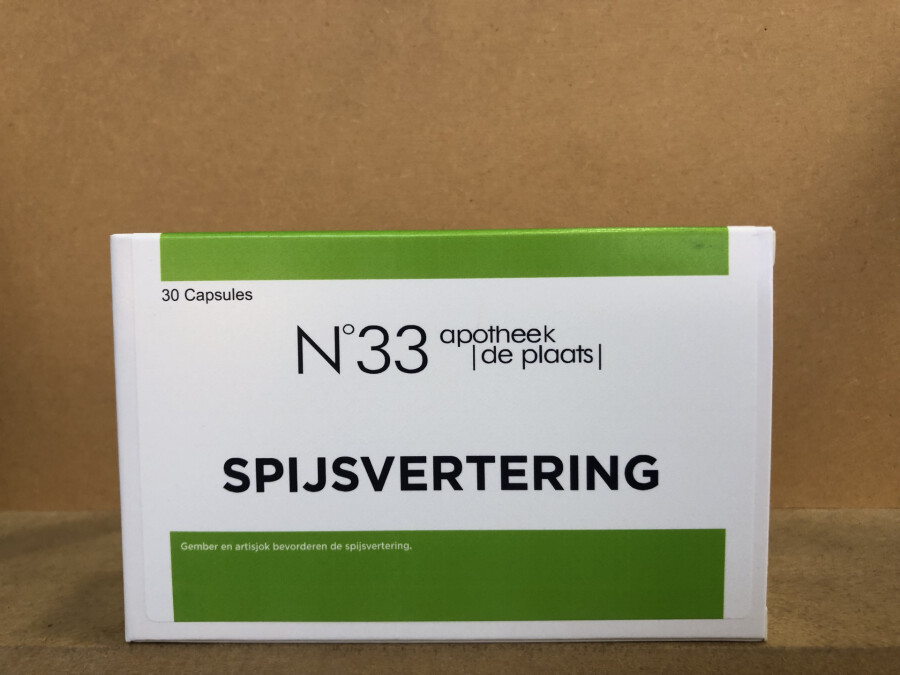 30 Capsules
N°33 apotheek
|de plaats|
SPIJSVERTERING
Gember en artisjok bevorderen de spijsvertering.